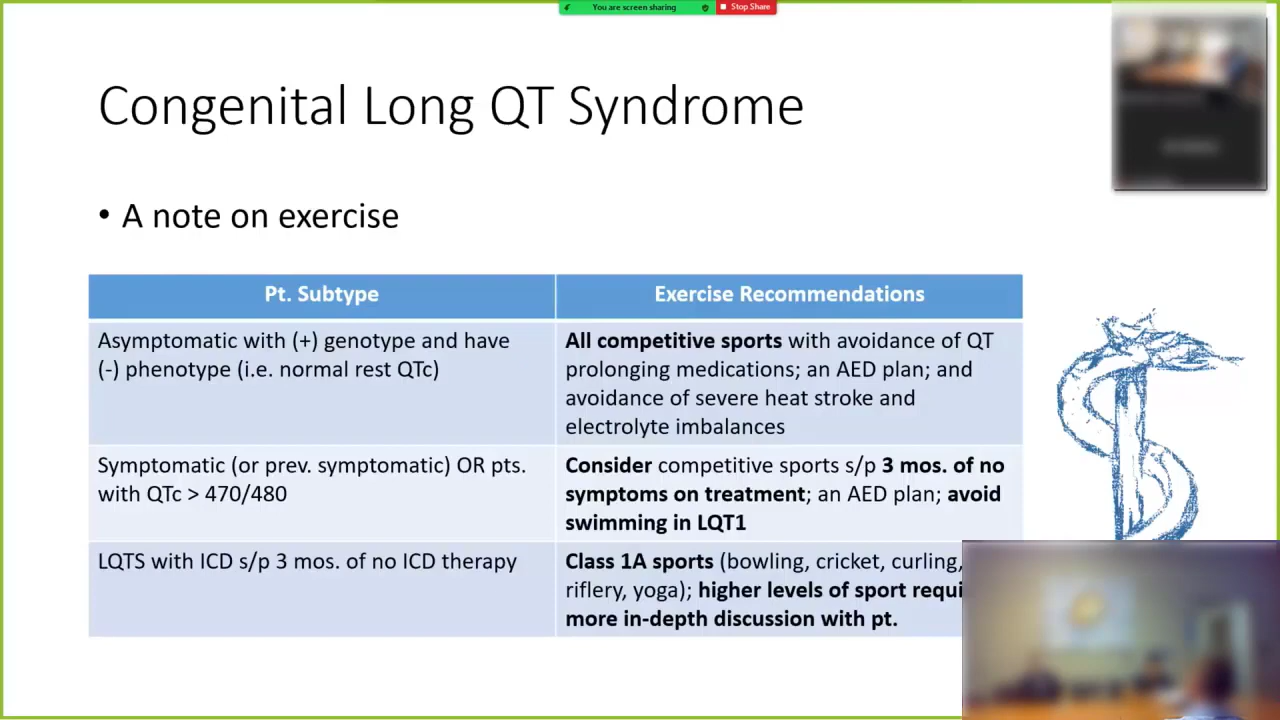 You are screen sharing
Stop Share
Congenital Long QT Syndrome
• A note on exercise
Pt. Subtype
Exercise Recommendations
Asymptomatic with (+) genotype and have
(-) phenotype (i.e. normal rest QTc)
All competitive sports with avoidance of QT
prolonging medications; an AED plan; and
avoidance of severe heat stroke and
electrolyte imbalances
Symptomatic (or prev. symptomatic) OR pts.
with QTc > 470/480
Consider competitive sports s/p 3 mos. of no
symptoms on treatment; an AED plan; avoid
swimming in LQT1
LQTS with ICD s/p 3 mos. of no ICD therapy
Class 1A sports (bowling, cricket, curling,
riflery, yoga); higher levels of sport
more in-depth discussion with pt.